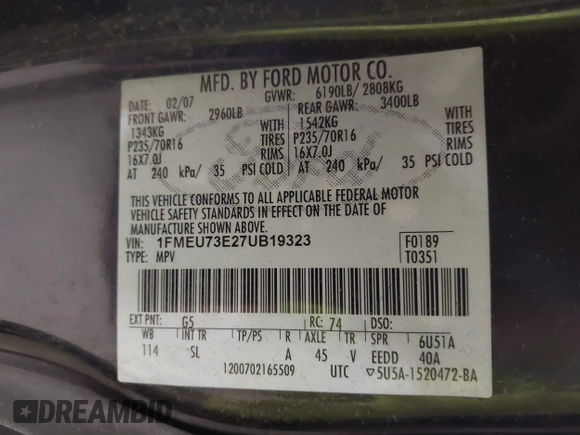 MFD. BY FORD MOTOR CO.
DATE: 02/07 GVWR: 6190LB/ 2808KG
FRONT GAWR: 2960LB REAR GAWR: 3400LB
1343KG WITH 1542KG WITH
P235/70R16 TIRES P235/70R16 TIRES
16X7.0J RIMS 16X7.0J RIMS
AT 240 kPa/ 35 PSI COLD AT 240 kPa/ 35 PSI COLD
Ford
THIS VEHICLE CONFORMS TO ALL APPLICABLE FEDERAL MOTOR
VEHICLE SAFETY STANDARDS IN EFFECT ON THE DATE OF
MANUFACTURE SHOWN ABOVE.
VIN: 1FMEU73E27UB19323 F0189
TYPE: MPV T0351
EXT PNT: G5 RC: 74 DSO:
WB INT TR TP/PS R AXLE TR SPR 6U51A
114 SL A 45 V EEDD 40A
1200702165509 UTC ▽5U5A-1520472-BA
DREAMBID